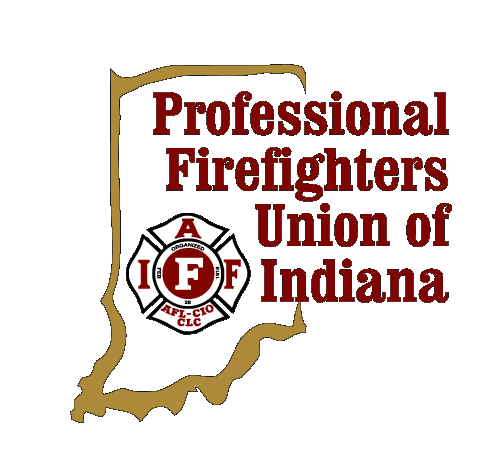 Professional
Firefighters
Union of
Indiana
A
ORGANIZED
I F F
FEB 1918
28
AFL-CIO
CLC